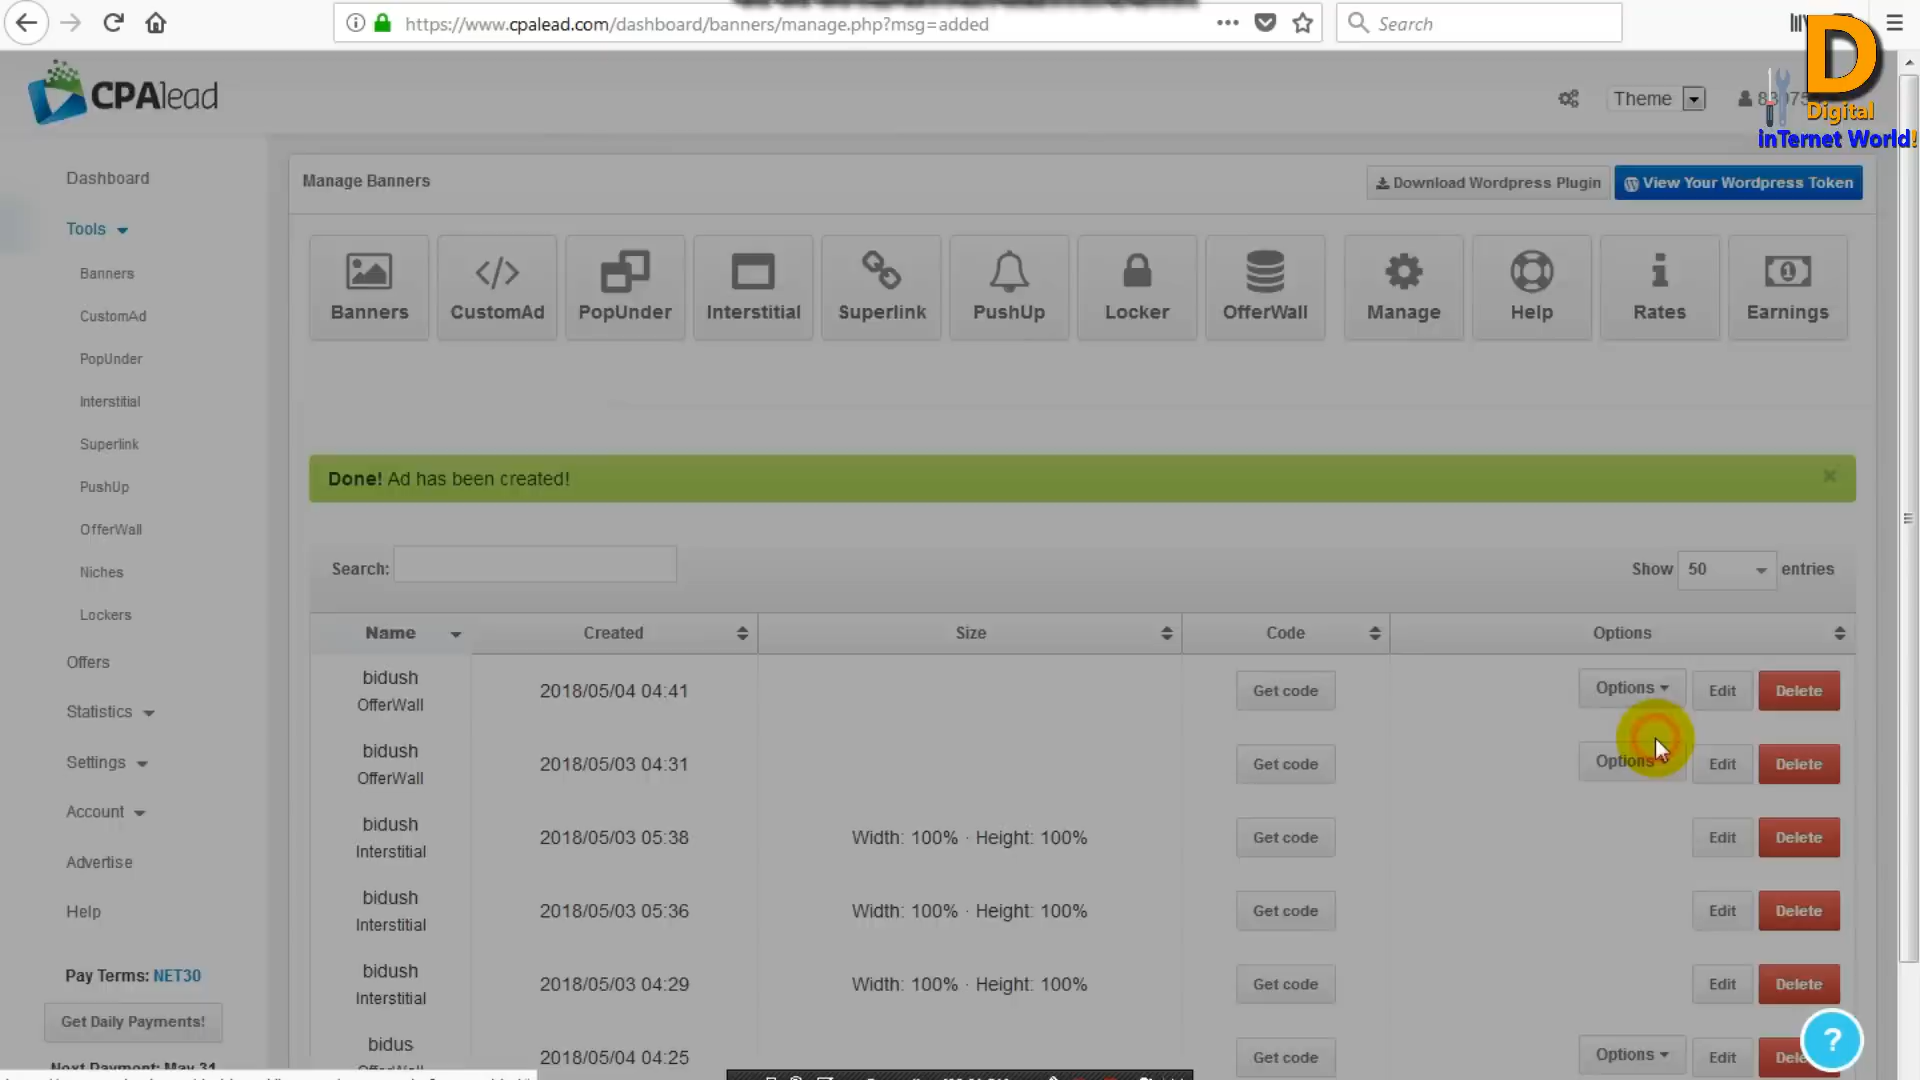 https://www.cpalead.com/dashboard/banners/manage.php?msg=added
Search
CPAlead
Theme
D
Digital
inTernet World!
Dashboard
Tools
Banners
CustomAd
PopUnder
Interstitial
Superlink
PushUp
OfferWall
Niches
Lockers
Offers
Statistics
Settings
Account
Advertise
Help
Pay Terms: NET30
Get Daily Payments!
Next Payment: May 31
Manage Banners
Download Wordpress Plugin
View Your Wordpress Token
Banners
CustomAd
PopUnder
Interstitial
Superlink
PushUp
Locker
OfferWall
Manage
Help
Rates
Earnings
Done! Ad has been created!
Search:
Show 50 entries
Name Created Size Code Options
bidush
OfferWall
2018/05/04 04:41
Get code
Options Edit Delete
bidush
OfferWall
2018/05/03 04:31
Get code
Options Edit Delete
bidush
Interstitial
2018/05/03 05:38
Width: 100% · Height: 100%
Get code
Edit Delete
bidush
Interstitial
2018/05/03 05:36
Width: 100% · Height: 100%
Get code
Edit Delete
bidush
Interstitial
2018/05/03 04:29
Width: 100% · Height: 100%
Get code
Edit Delete
bidus
OfferWall
2018/05/04 04:25
Get code
Options Edit
?